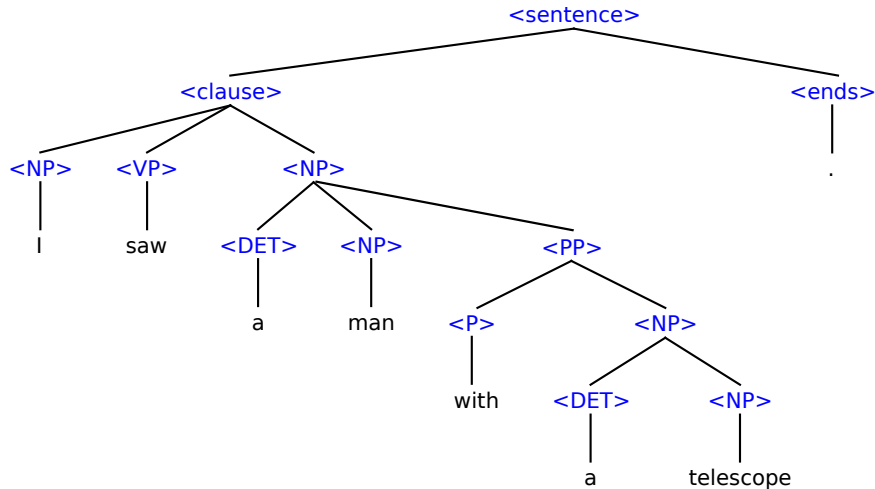 <sentence>
<clause> <ends>
<NP> <VP> <NP> .
I saw <DET> <NP> <PP>
a man <P> <NP>
with <DET> <NP>
a telescope